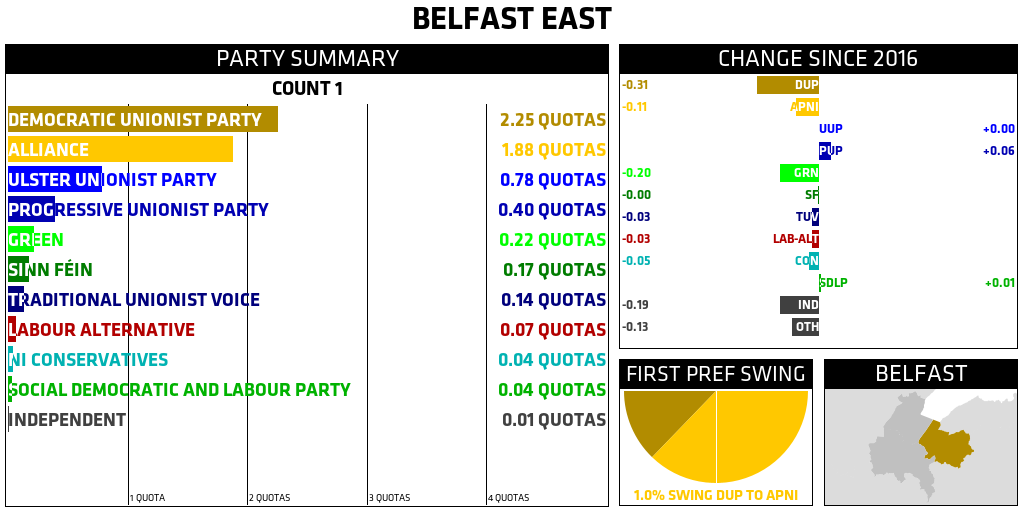 BELFAST EAST
PARTY SUMMARY
COUNT 1
DEMOCRATIC UNIONIST PARTY 2.25 QUOTAS
ALLIANCE 1.88 QUOTAS
ULSTER UNIONIST PARTY 0.78 QUOTAS
PROGRESSIVE UNIONIST PARTY 0.40 QUOTAS
GREEN 0.22 QUOTAS
SINN FÉIN 0.17 QUOTAS
TRADITIONAL UNIONIST VOICE 0.14 QUOTAS
LABOUR ALTERNATIVE 0.07 QUOTAS
NI CONSERVATIVES 0.04 QUOTAS
SOCIAL DEMOCRATIC AND LABOUR PARTY 0.04 QUOTAS
INDEPENDENT 0.01 QUOTAS
1 QUOTA 2 QUOTAS 3 QUOTAS 4 QUOTAS
CHANGE SINCE 2016
-0.31 DUP
-0.11 APNI
UUP +0.00
PUP +0.06
-0.20 GRN
-0.00 SF
-0.03 TUV
-0.03 LAB-ALT
-0.05 CON
SDLP +0.01
-0.19 IND
-0.13 OTH
FIRST PREF SWING
1.0% SWING DUP TO APNI
BELFAST